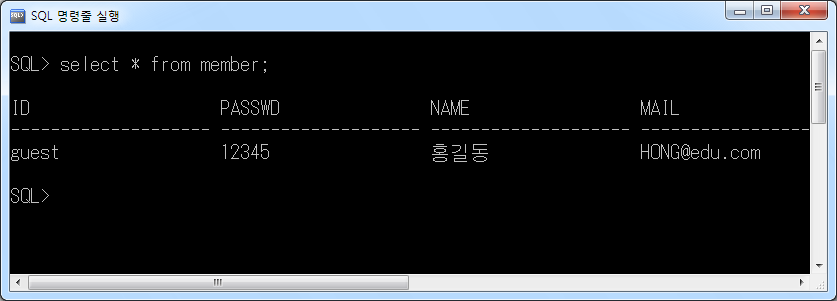 SQL 명령줄 실행
SQL> select * from member;
ID PASSWD NAME MAIL
-------------------- -------------------- -------------------- -----------------
guest 12345 홍길동 HONG@edu.com
SQL>